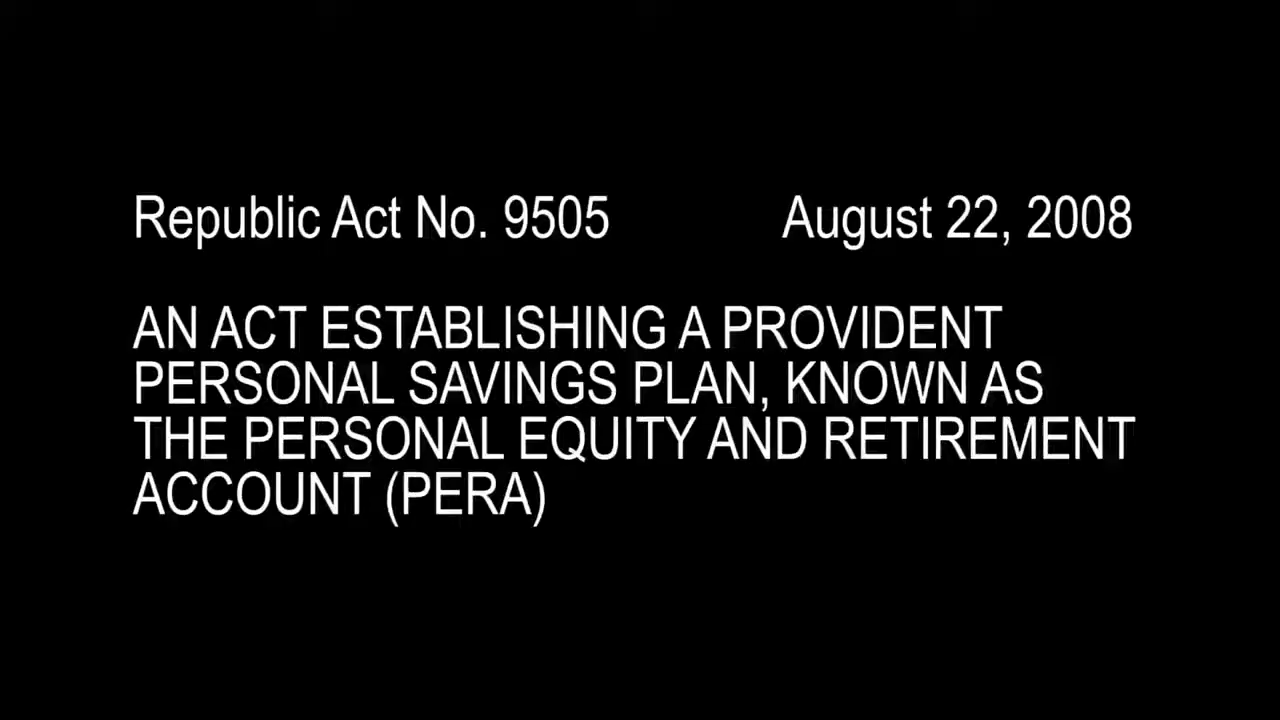 Republic Act No. 9505 August 22, 2008
AN ACT ESTABLISHING A PROVIDENT
PERSONAL SAVINGS PLAN, KNOWN AS
THE PERSONAL EQUITY AND RETIREMENT
ACCOUNT (PERA)